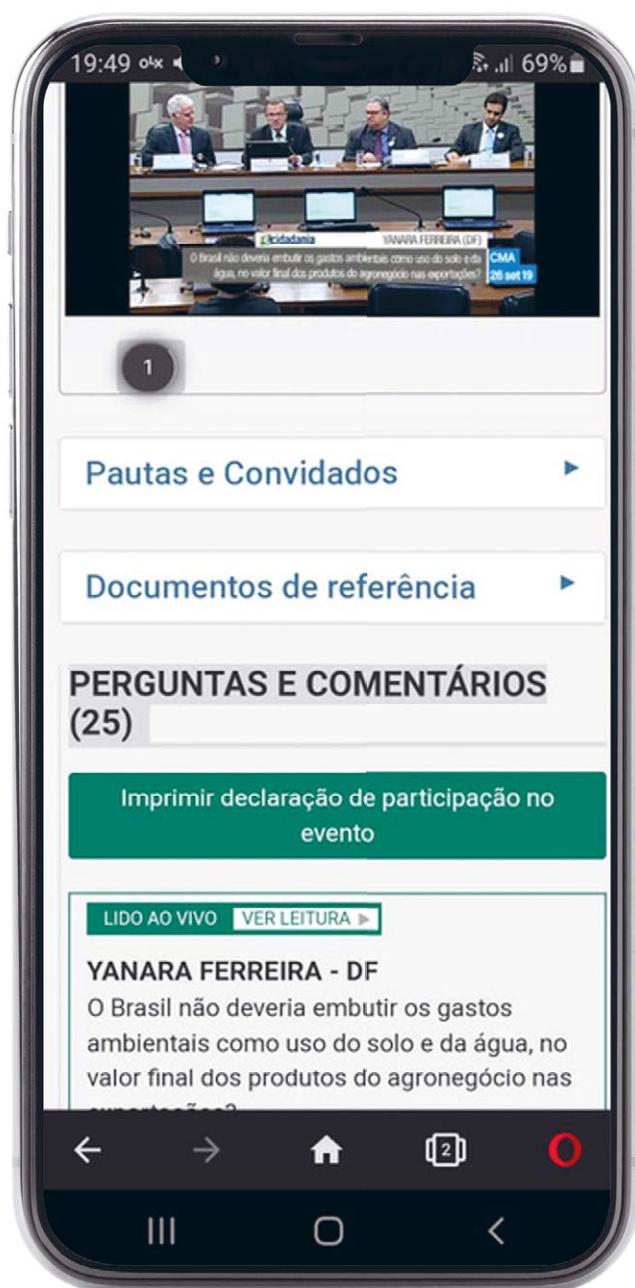 19:49 69%
e-cidadania YANARA FERREIRA (DF)
O Brasil não deveria embutir os gastos ambientais como uso do solo e da
água, no valor final dos produtos do agronegócio nas exportações?
CMA
26 set 19
1
Pautas e Convidados
Documentos de referência
PERGUNTAS E COMENTÁRIOS
(25)
Imprimir declaração de participação no
evento
LIDO AO VIVO VER LEITURA
YANARA FERREIRA - DF
O Brasil não deveria embutir os gastos
ambientais como uso do solo e da água, no
valor final dos produtos do agronegócio nas
exportações?
2